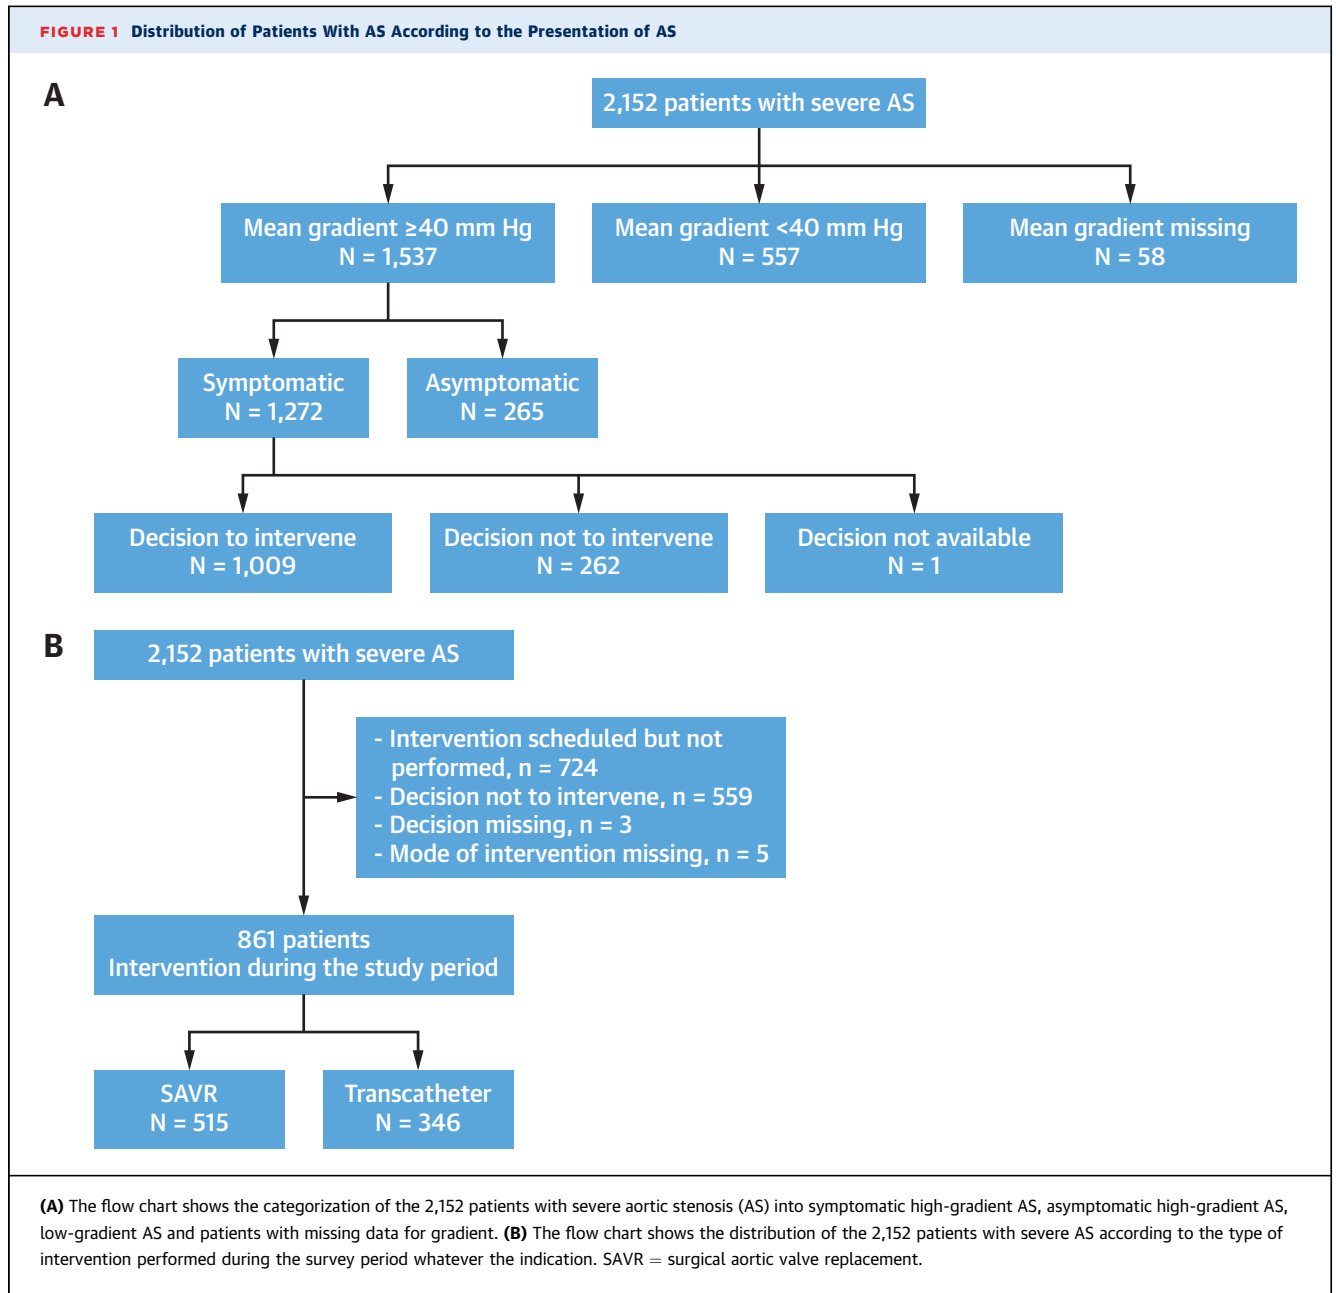 FIGURE 1 Distribution of Patients With AS According to the Presentation of AS
A
2,152 patients with severe AS
Mean gradient ≥40 mm Hg
N = 1,537
Mean gradient <40 mm Hg
N = 557
Mean gradient missing
N = 58
Symptomatic
N = 1,272
Asymptomatic
N = 265
Decision to intervene
N = 1,009
Decision not to intervene
N = 262
Decision not available
N = 1
B
2,152 patients with severe AS
- Intervention scheduled but not
performed, n = 724
- Decision not to intervene, n = 559
- Decision missing, n = 3
- Mode of intervention missing, n = 5
861 patients
Intervention during the study period
SAVR
N = 515
Transcatheter
N = 346
(A) The flow chart shows the categorization of the 2,152 patients with severe aortic stenosis (AS) into symptomatic high-gradient AS, asymptomatic high-gradient AS,
low-gradient AS and patients with missing data for gradient. (B) The flow chart shows the distribution of the 2,152 patients with severe AS according to the type of
intervention performed during the survey period whatever the indication. SAVR = surgical aortic valve replacement.